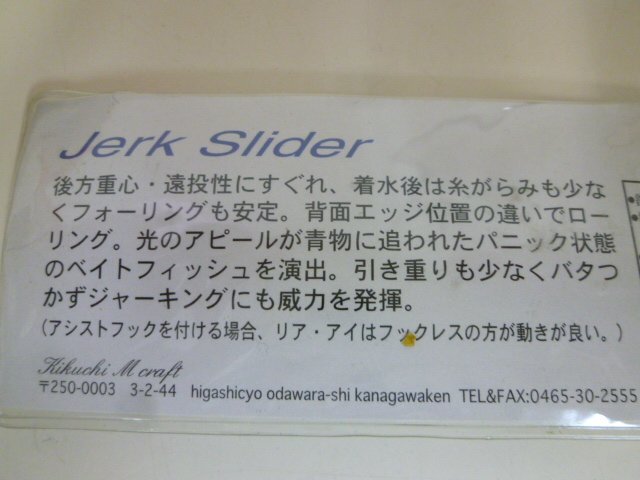 Jerk Slider
後方重心・遠投性にすぐれ、着水後は糸がらみも少な
くフォーリングも安定。背面エッジ位置の違いでロー
リング。光のアピールが青物に追われたパニック状態
のベイトフィッシュを演出。引き重りも少なくバタつ
かずジャーキングにも威力を発揮。
(アシストフックを付ける場合、リア・アイはフックレスの方が動きが良い。)
Kikuchi M craft
〒250-0003 3-2-44 higashicyo odawara-shi kanagawaken TEL&FAX:0465-30-2555